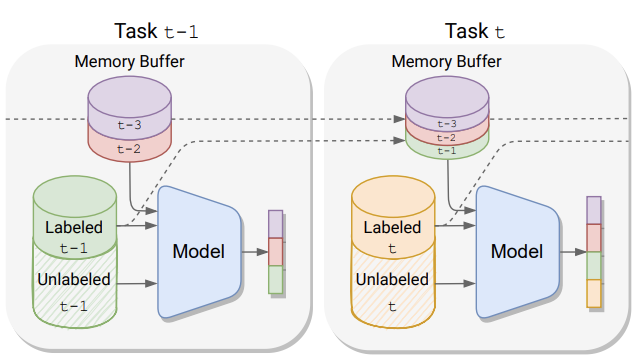 Task t-1
Memory Buffer
t-3
t-2
Labeled
t-1
Unlabeled
t-1
Model
Task t
Memory Buffer
t-3
t-2
t-1
Labeled
t
Unlabeled
t
Model